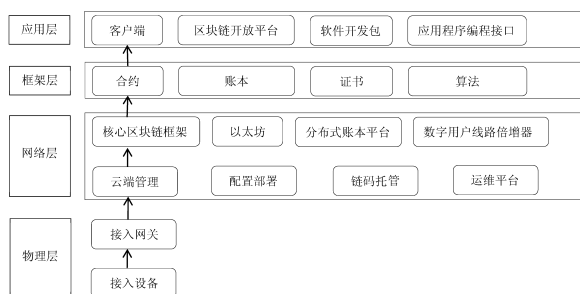 应用层 客户端 区块链开放平台 软件开发包 应用程序编程接口
框架层 合约 账本 证书 算法
核心区块链框架 以太坊 分布式账本平台 数字用户线路倍增器
网络层
云端管理 配置部署 链码托管 运维平台
接入网关
物理层
接入设备